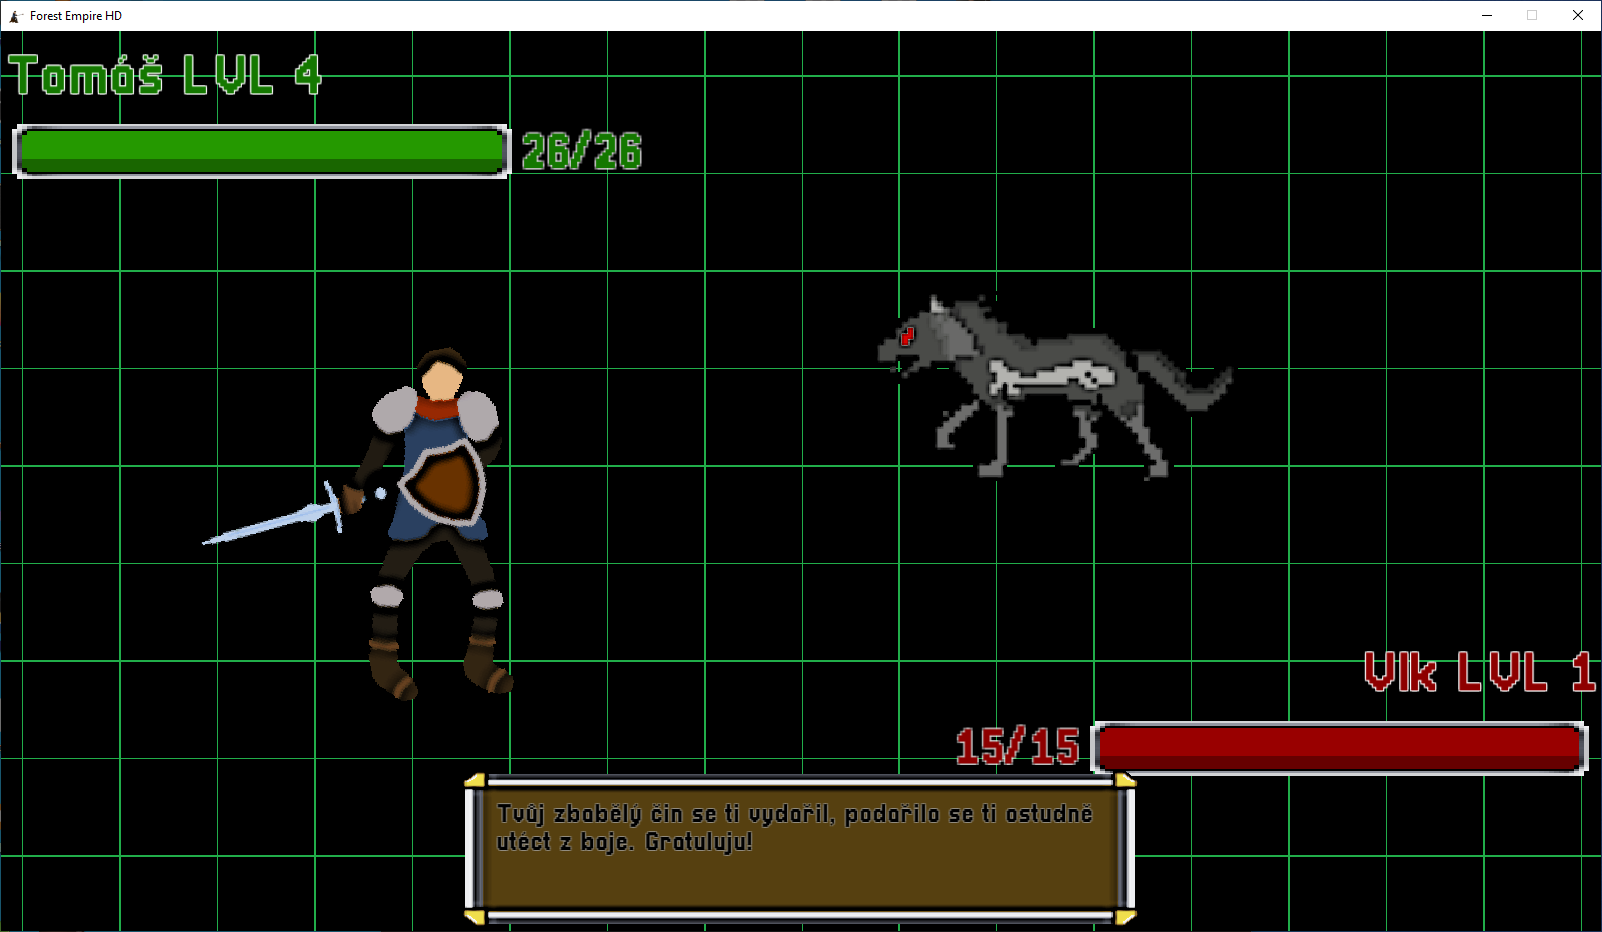 Forest Empire HD
Tomáš LVL 4
26/26
Vlk LVL 1
15/15
Tvůj zbabělý čin se ti vydařil, podařilo se ti ostudně
utéct z boje. Gratuluju!